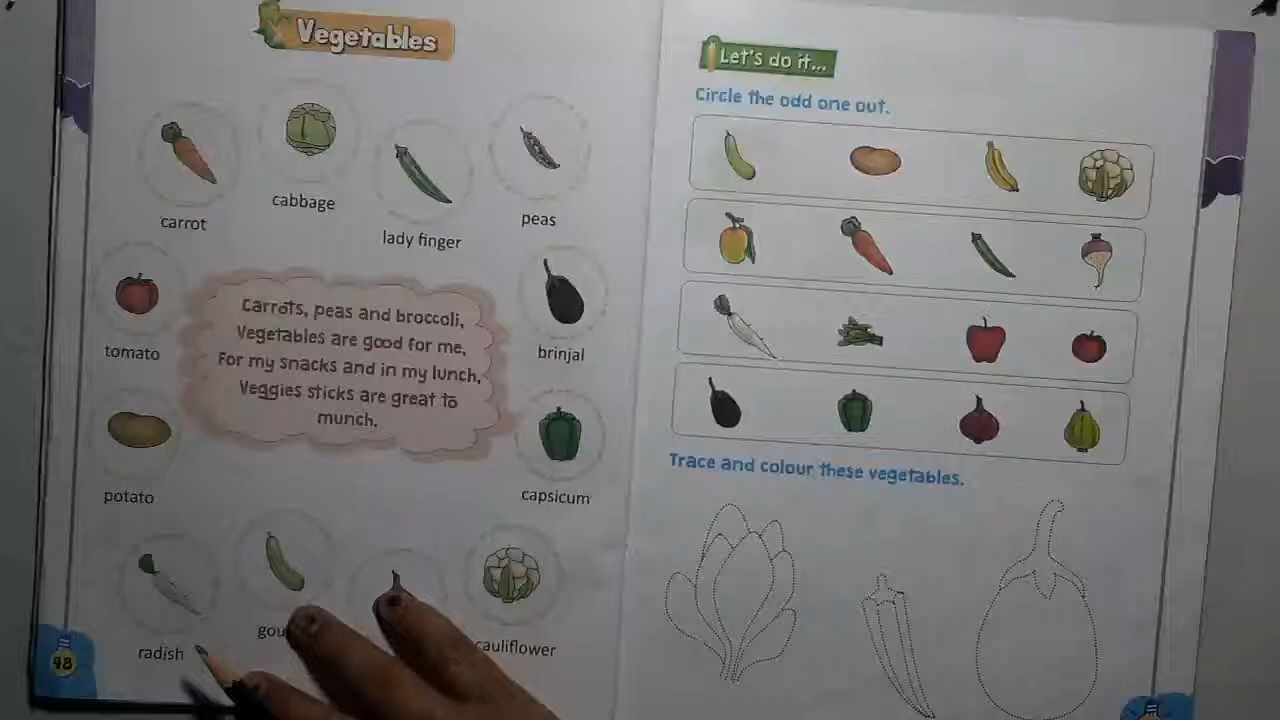 Vegetables
carrot
cabbage
lady finger
peas
tomato
brinjal
Carrots, peas and broccoli,
Vegetables are good for me,
For my snacks and in my lunch,
Veggies sticks are great to
munch.
potato
capsicum
radish
cauliflower
48
Let's do it...
Circle the odd one out.
Trace and colour these vegetables.